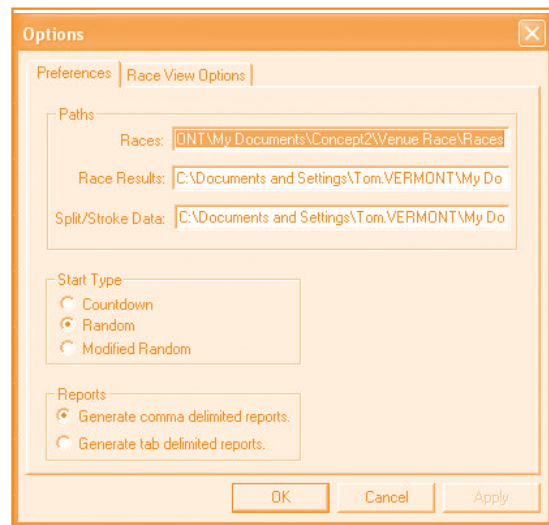 Options
Preferences Race View Options
Paths
Races: ONT\My Documents\Concept2\Venue Race\Races
Race Results: C:\Documents and Settings\Tom.VERMONT\My Do
Split/Stroke Data: C:\Documents and Settings\Tom.VERMONT\My Do
Start Type
Countdown
Random
Modified Random
Reports
Generate comma delimited reports.
Generate tab delimited reports.
OK Cancel Apply